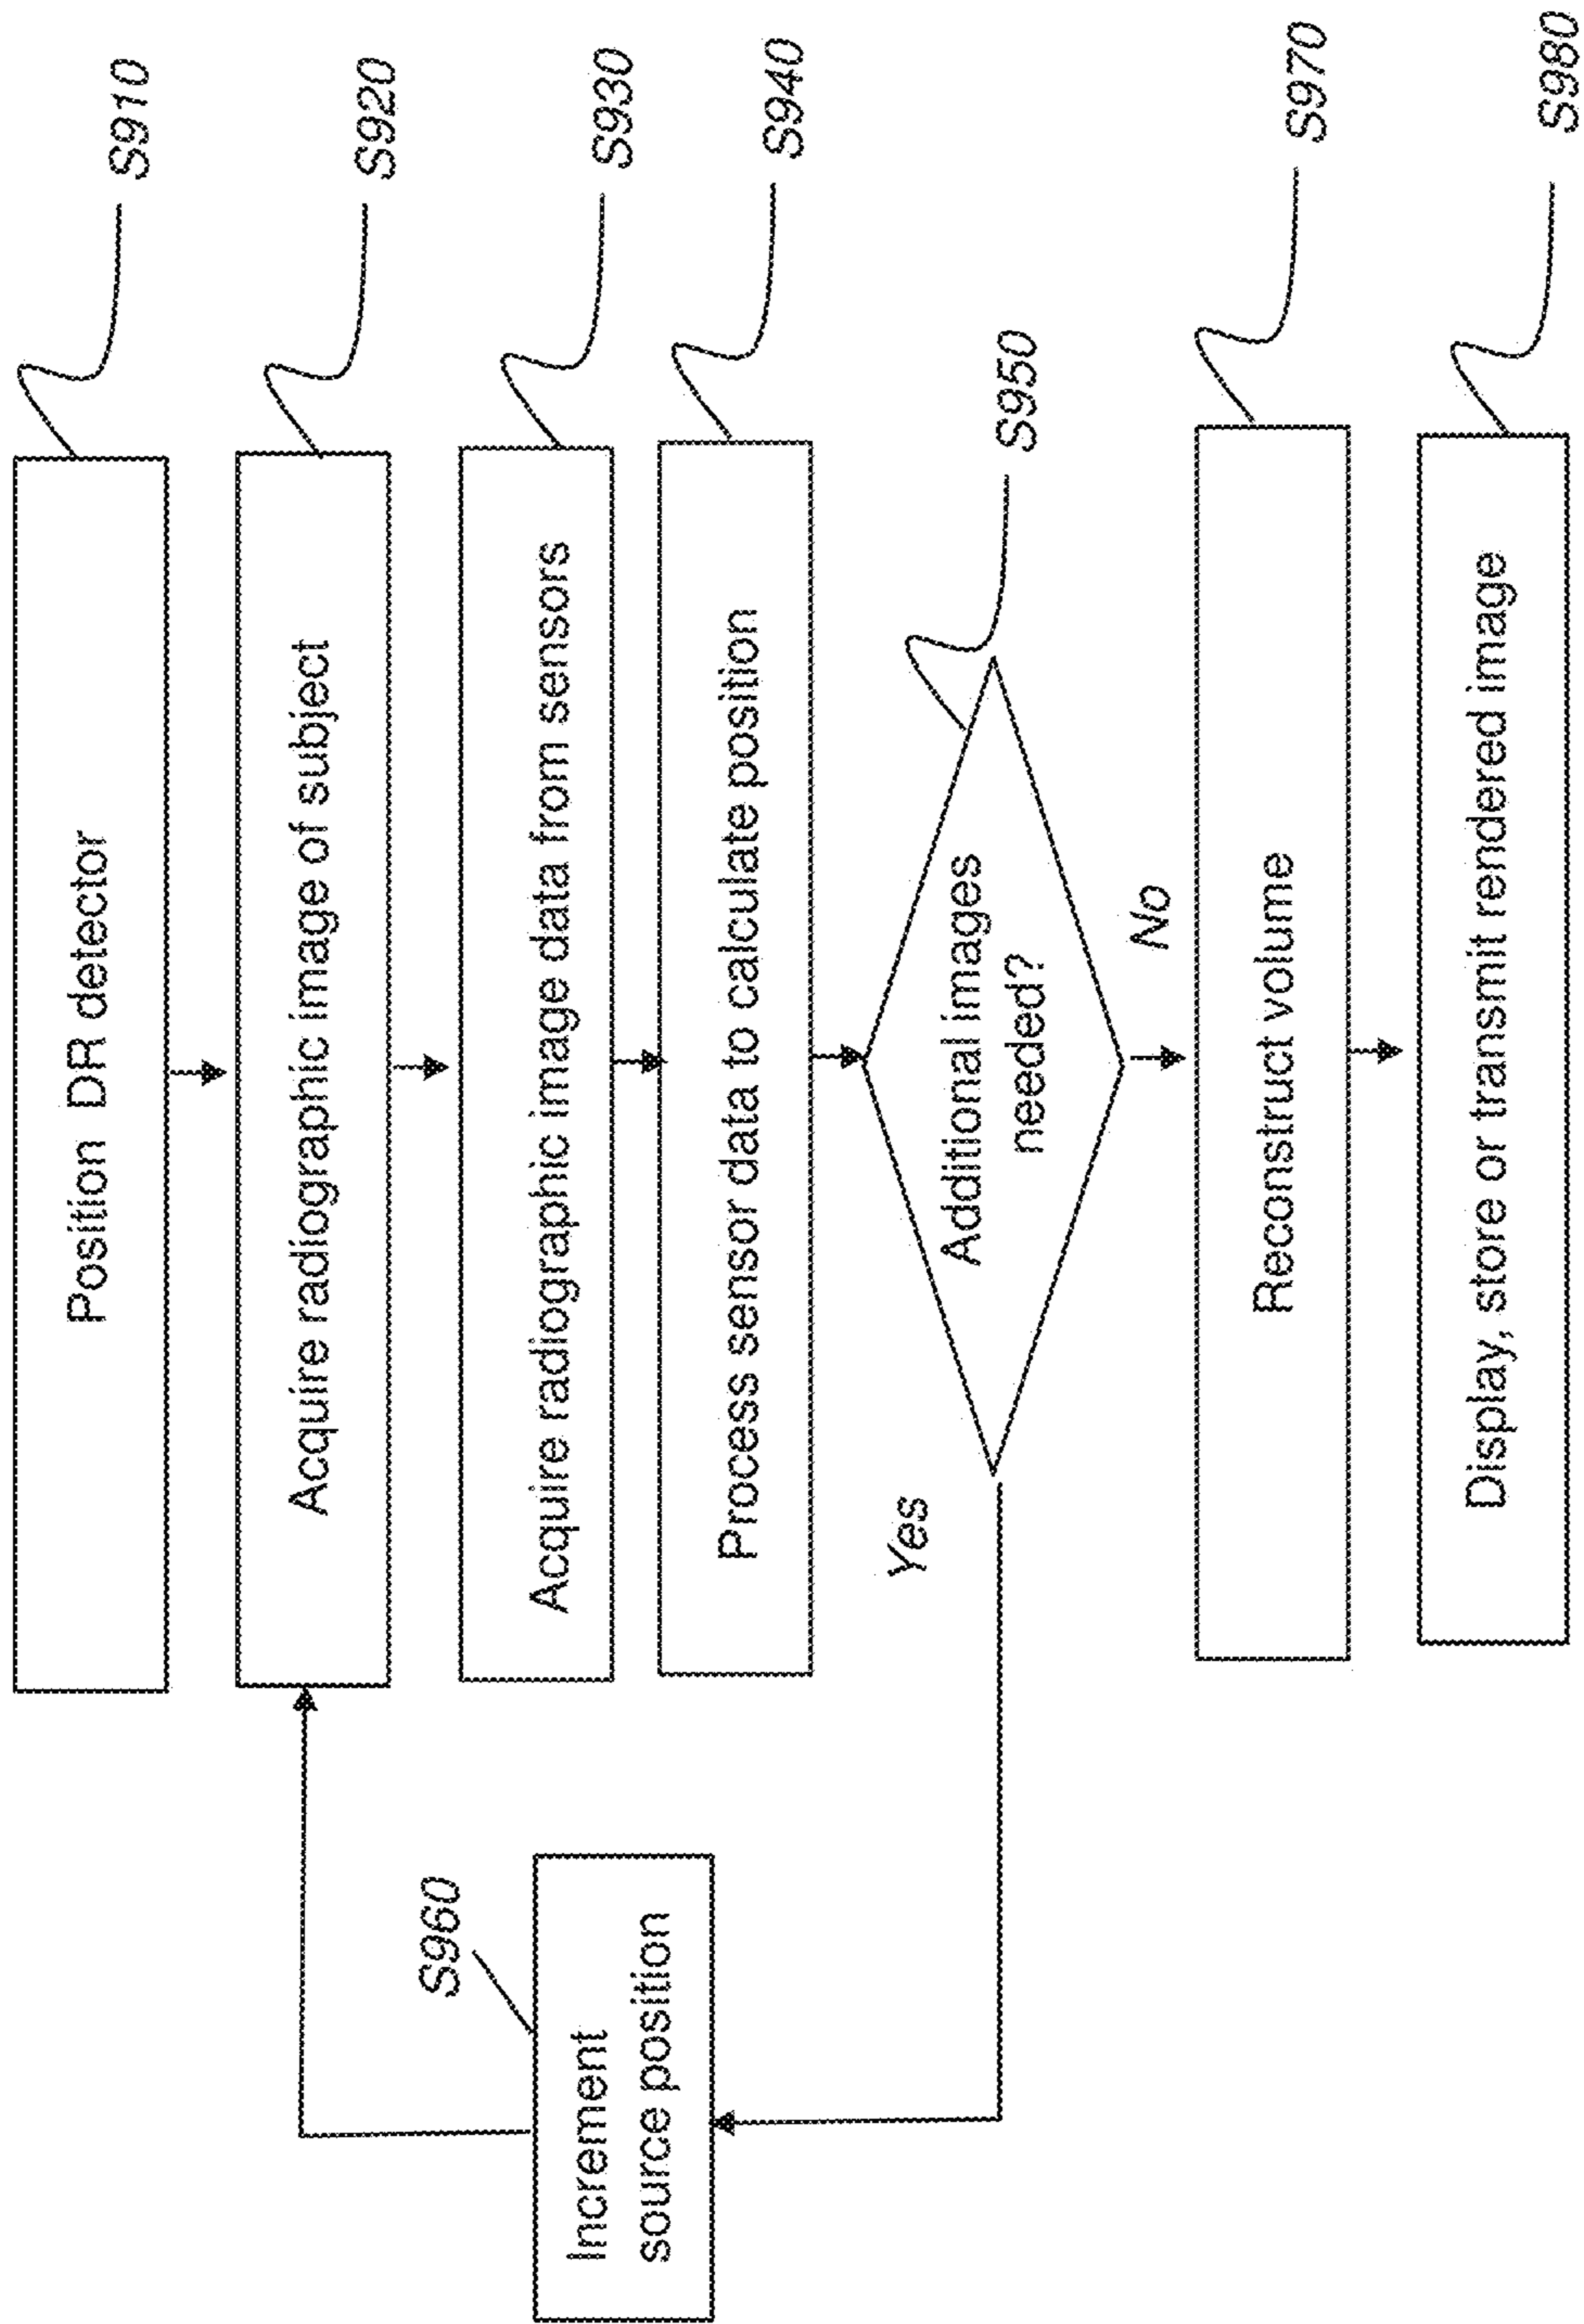 Position DR detector
S910
Acquire radiographic image of subject
S920
Acquire radiographic image data from sensors
S930
Process sensor data to calculate position
S940
Additional images
needed?
S950
Yes
No
Increment
source position
S960
Reconstruct volume
S970
Display, store or transmit rendered image
S980